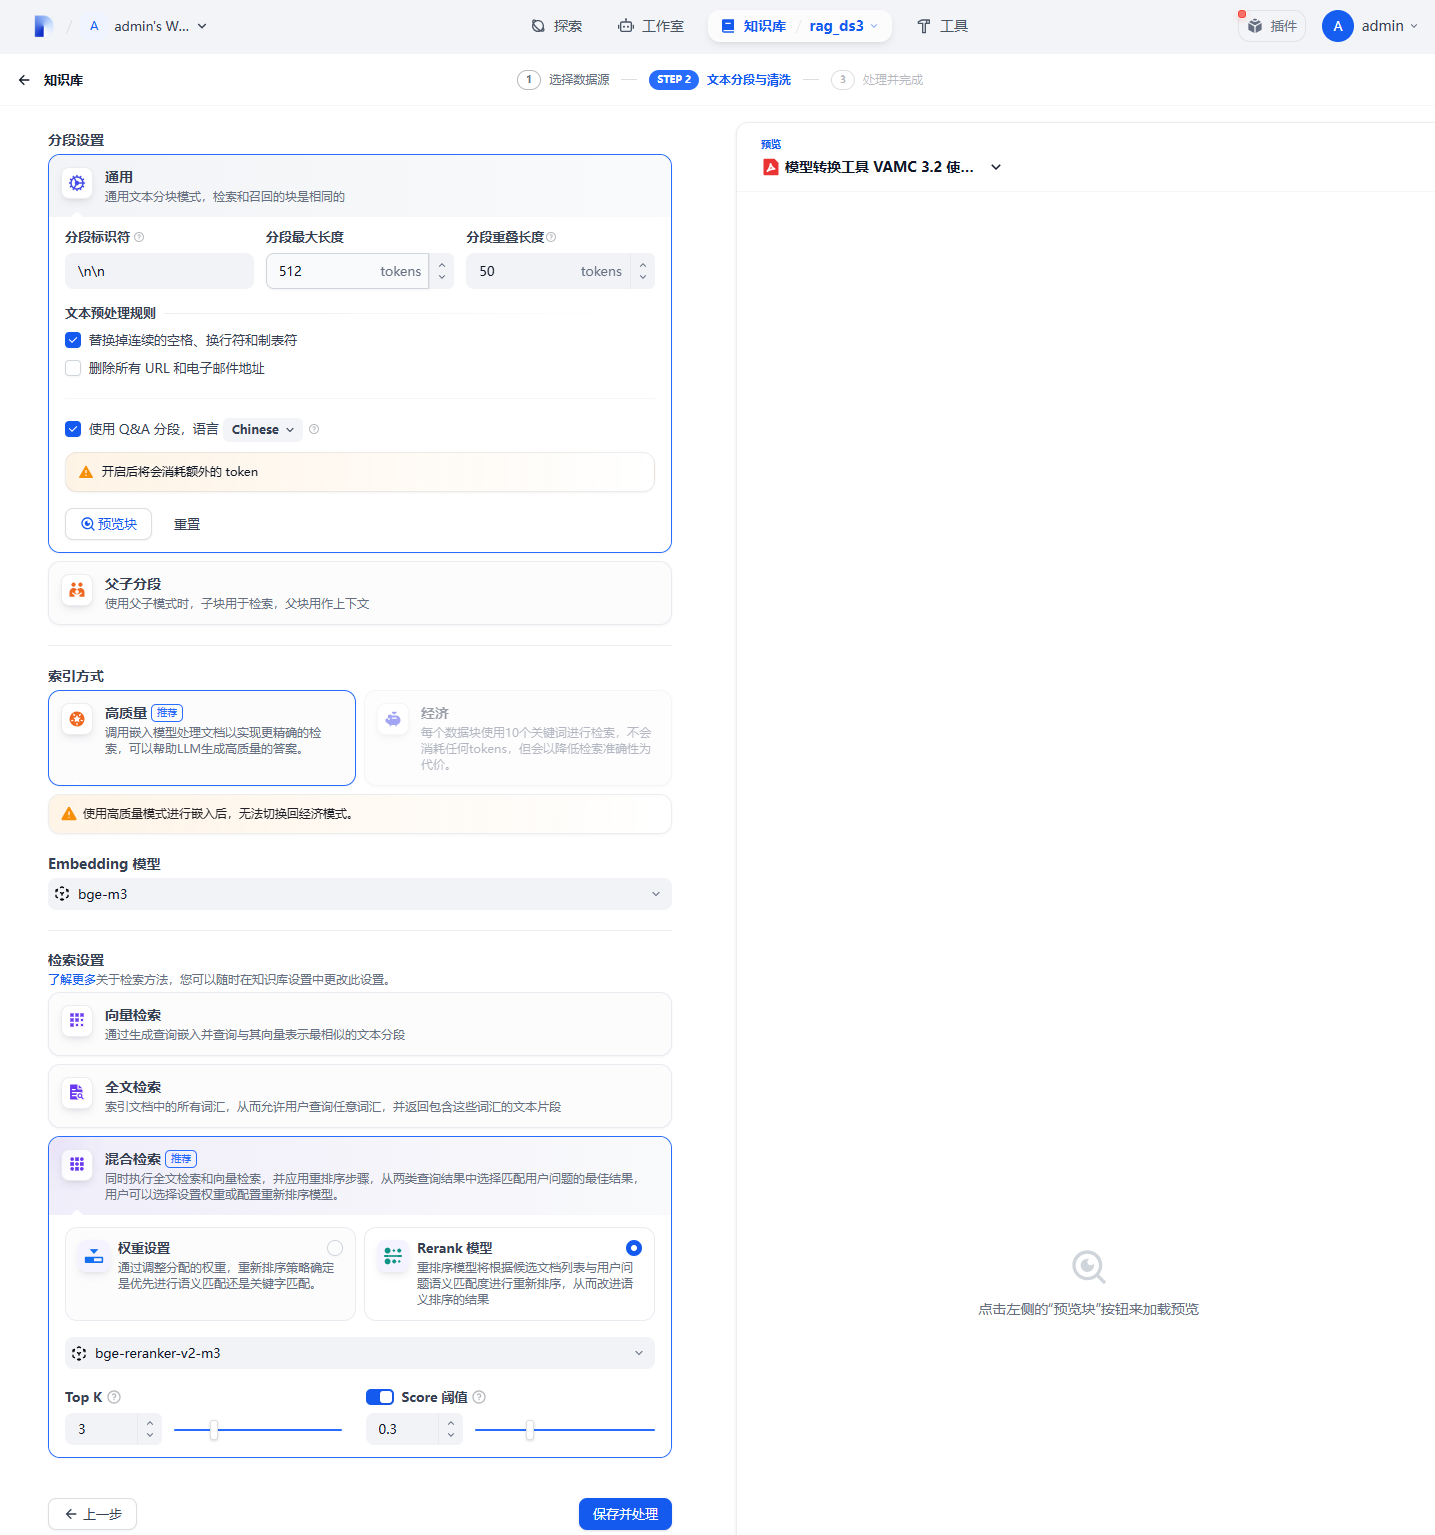 A admin's W...
探索
工作室
知识库 / rag_ds3
工具
插件
A admin
知识库
1 选择数据源
STEP 2 文本分段与清洗
3 处理并完成
分段设置
通用
通用文本分块模式，检索和召回的块是相同的
分段标识符
分段最大长度
分段重叠长度
\n\n
512 tokens
50 tokens
文本预处理规则
替换掉连续的空格、换行符和制表符
删除所有 URL 和电子邮件地址
使用 Q&A 分段，语言 Chinese
开启后将会消耗额外的 token
预览块
重置
父子分段
使用父子模式时，子块用于检索，父块用作上下文
索引方式
高质量 推荐
调用嵌入模型处理文档以实现更精确的检
索，可以帮助LLM生成高质量的答案。
经济
每个数据块使用10个关键词进行检索，不会
消耗任何tokens，但会以降低检索准确性为
代价。
使用高质量模式进行嵌入后，无法切换回经济模式。
Embedding 模型
bge-m3
检索设置
了解更多关于检索方法，您可以随时在知识库设置中更改此设置。
向量检索
通过生成查询嵌入并查询与其向量表示最相似的文本分段
全文检索
索引文档中的所有词汇，从而允许用户查询任意词汇，并返回包含这些词汇的文本片段
混合检索 推荐
同时执行全文检索和向量检索，并应用重排序步骤，从两类查询结果中选择匹配用户问题的最佳结果，
用户可以选择设置权重或配置重新排序模型。
权重设置
通过调整分配的权重，重新排序策略确定
是优先进行语义匹配还是关键字匹配。
Rerank 模型
重排序模型将根据候选文档列表与用户问
题语义匹配度进行重新排序，从而改进语
义排序的结果
bge-reranker-v2-m3
Top K
Score 阈值
3
0.3
上一步
保存并处理
预览
模型转换工具 VAMC 3.2 使...
点击左侧的“预览块”按钮来加载预览